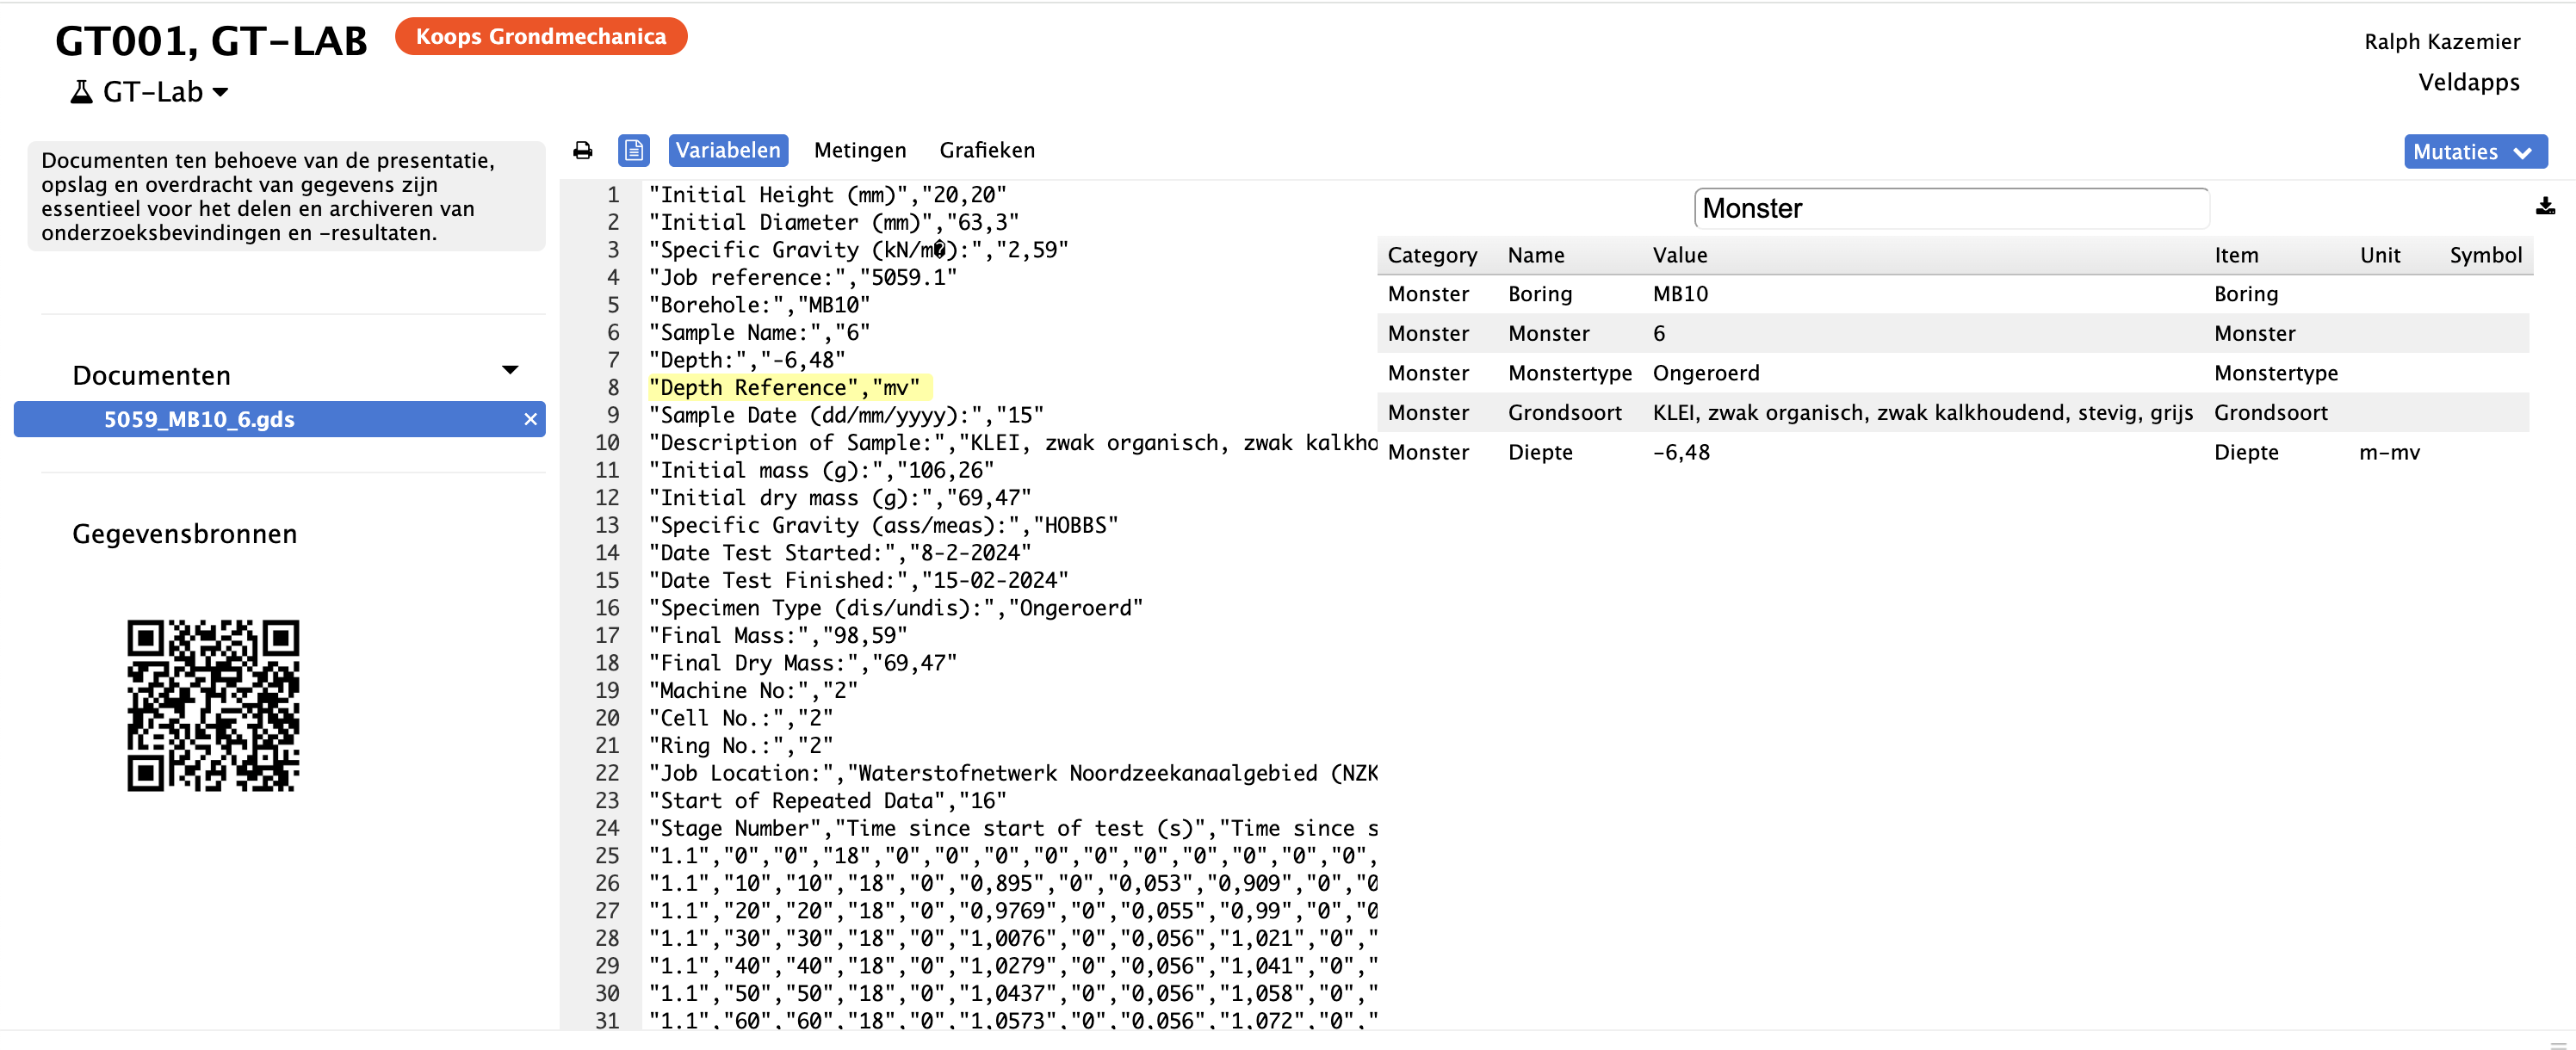 GT001, GT-LAB
Koops Grondmechanica
Ralph Kazemier
GT-Lab
Veldapps
Documenten ten behoeve van de presentatie,
opslag en overdracht van gegevens zijn
essentieel voor het delen en archiveren van
onderzoeksbevindingen en -resultaten.
Documenten
5059_MB10_6.gds ×
Gegevensbronnen
Variabelen Metingen Grafieken
Mutaties
1 "Initial Height (mm)","20,20"
2 "Initial Diameter (mm)","63,3"
3 "Specific Gravity (kN/m�):","2,59"
4 "Job reference:","5059.1"
5 "Borehole:","MB10"
6 "Sample Name:","6"
7 "Depth:","-6,48"
8 "Depth Reference","mv"
9 "Sample Date (dd/mm/yyyy):","15"
10 "Description of Sample:","KLEI, zwak organisch, zwak kalkho
11 "Initial mass (g):","106,26"
12 "Initial dry mass (g):","69,47"
13 "Specific Gravity (ass/meas):","HOBBS"
14 "Date Test Started:","8-2-2024"
15 "Date Test Finished:","15-02-2024"
16 "Specimen Type (dis/undis):","Ongeroerd"
17 "Final Mass:","98,59"
18 "Final Dry Mass:","69,47"
19 "Machine No:","2"
20 "Cell No.:","2"
21 "Ring No.:","2"
22 "Job Location:","Waterstofnetwerk Noordzeekanaalgebied (NZK
23 "Start of Repeated Data","16"
24 "Stage Number","Time since start of test (s)","Time since s
25 "1.1","0","0","18","0","0","0","0","0","0","0","0","0","0",
26 "1.1","10","10","18","0","0,895","0","0,053","0,909","0","0
27 "1.1","20","20","18","0","0,9769","0","0,055","0,99","0","0
28 "1.1","30","30","18","0","1,0076","0","0,056","1,021","0","
29 "1.1","40","40","18","0","1,0279","0","0,056","1,041","0","
30 "1.1","50","50","18","0","1,0437","0","0,056","1,058","0","
31 "1.1","60","60","18","0","1,0573","0","0,056","1,072","0","
Monster
Category Name Value Item Unit Symbol
Monster Boring MB10 Boring
Monster Monster 6 Monster
Monster Monstertype Ongeroerd Monstertype
Monster Grondsoort KLEI, zwak organisch, zwak kalkhoudend, stevig, grijs Grondsoort
Monster Diepte -6,48 Diepte m-mv